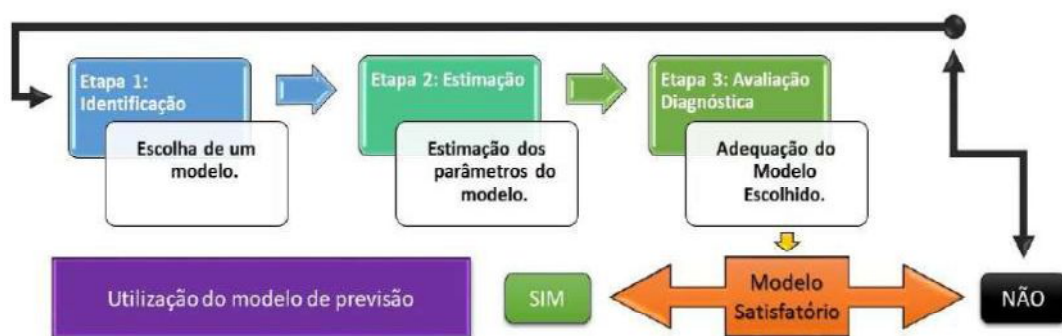 Etapa 1:
Identificação
Escolha de um
modelo.
Etapa 2: Estimação
Estimação dos
parâmetros do
modelo.
Etapa 3: Avaliação
Diagnóstica
Adequação do
Modelo
Escolhido.
Utilização do modelo de previsão
SIM
Modelo
Satisfatório
NÃO